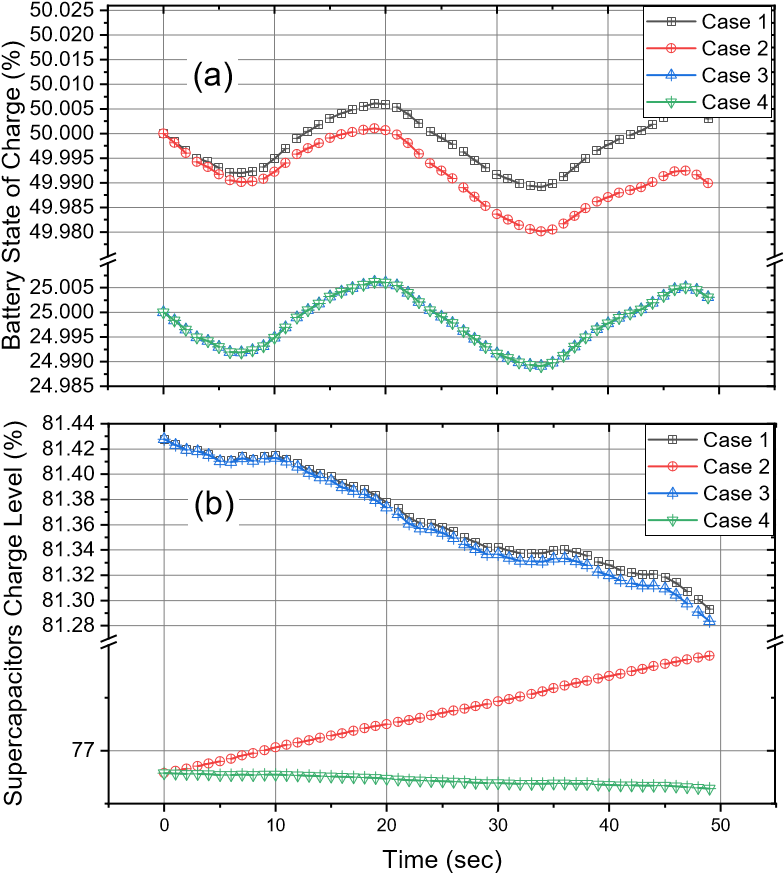 50.025
50.020
50.015
50.010
50.005
50.000
49.995
49.990
49.985
49.980
25.005
25.000
24.995
24.990
24.985
Battery State of Charge (%)
(a)
Case 1
Case 2
Case 3
Case 4
81.44
81.42
81.40
81.38
81.36
81.34
81.32
81.30
81.28
77
Supercapacitors Charge Level (%)
(b)
Case 1
Case 2
Case 3
Case 4
0 10 20 30 40 50
Time (sec)